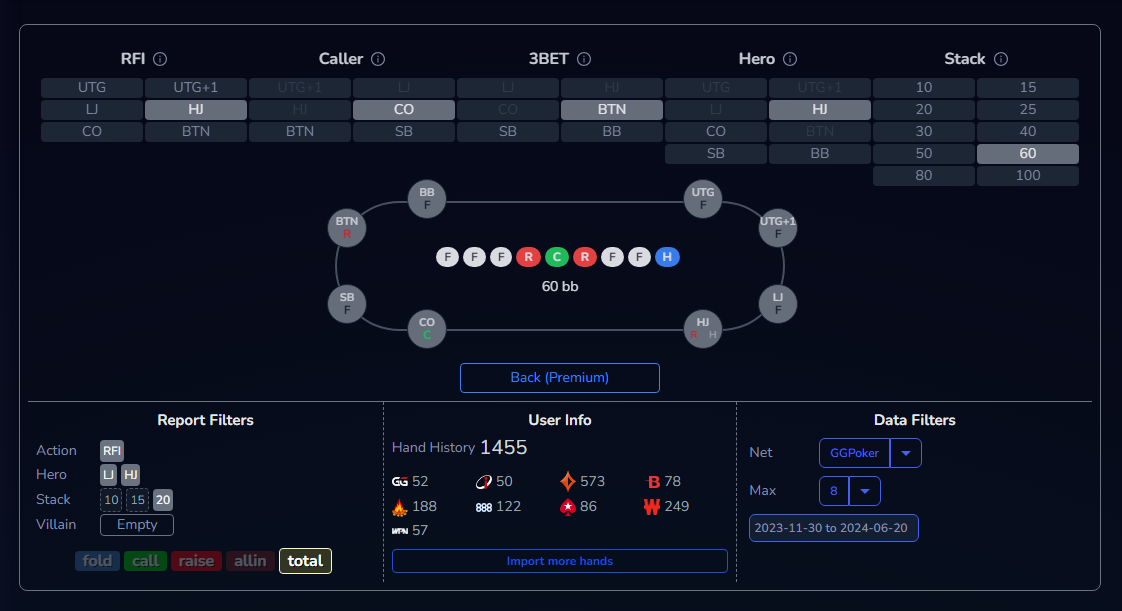 RFI Caller 3BET Hero Stack
UTG UTG+1 UTG+1 LJ LJ HJ UTG UTG+1 10 15
LJ HJ HJ CO CO BTN LJ HJ 20 25
CO BTN BTN SB SB BB CO BTN 30 40
SB BB 50 60
80 100
BB F
UTG F
BTN R
UTG+1 F
F F F R C R F F H
60 bb
SB F
LJ F
CO C
HJ R H
Back (Premium)
Report Filters
Action RFI
Hero LJ HJ
Stack 10 15 20
Villain Empty
fold call raise allin total
User Info
Hand History 1455
GG 52 50 573 B 78
188 888 122 86 W 249
WPN 57
Import more hands
Data Filters
Net GGPoker
Max 8
2023-11-30 to 2024-06-20